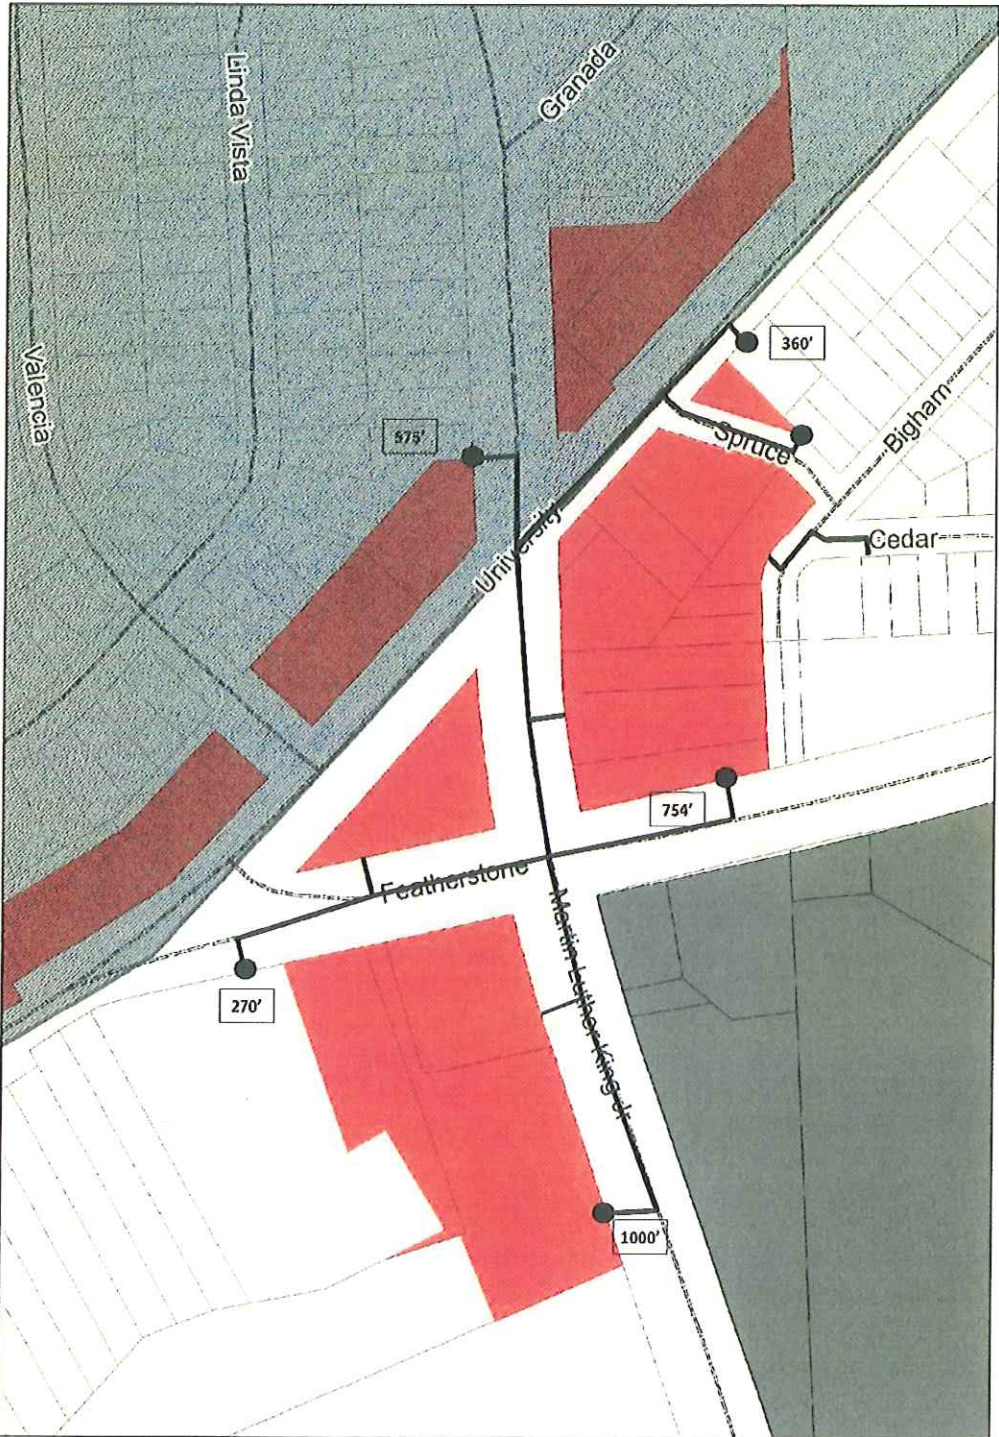 Linda Vista
Granada
Valencia
360'
575'
Spruce
Bigham
University
Cedar
754'
Featherstone
Martin Luther King Jr
270'
1000'